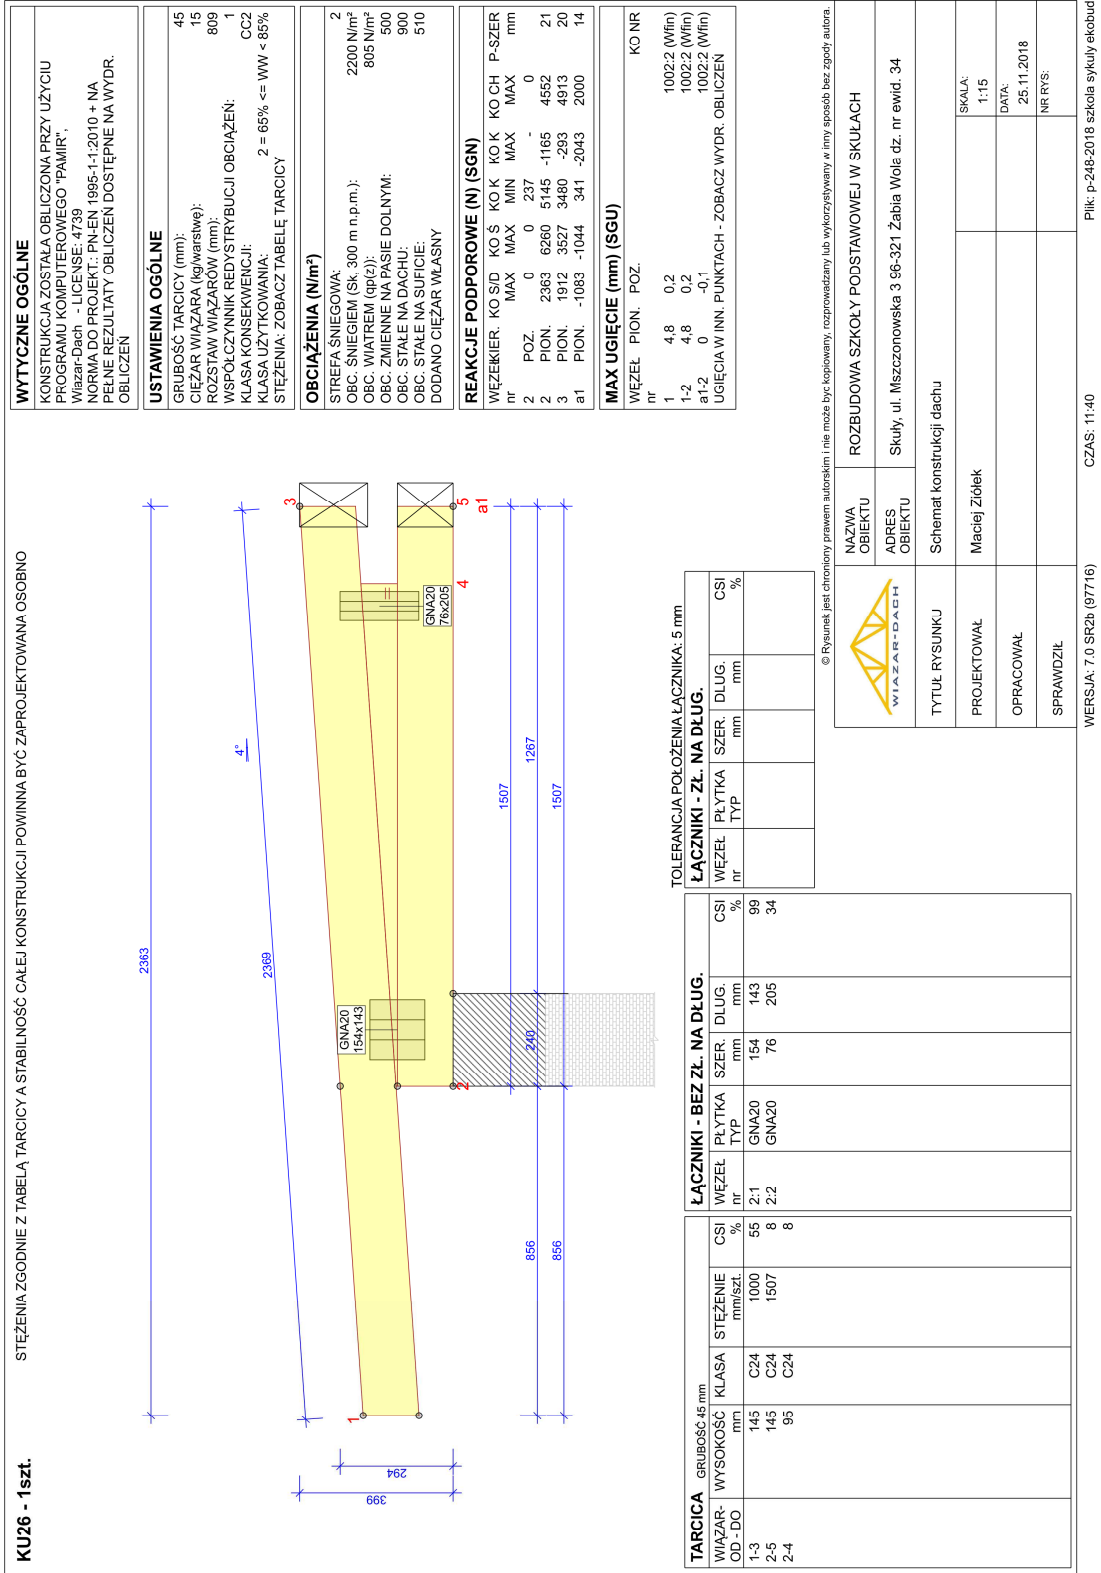 KU26 - 1szt.
STĘŻENIA ZGODNIE Z TABELĄ TARCICY A STABILNOŚĆ CAŁEJ KONSTRUKCJI POWINNA BYĆ ZAPROJEKTOWANA OSOBNO
2363
2369
4°
1
3
GNA20
154x143
GNA20
76x205
4
5
a1
2
399
294
240
1507
856
1267
856
1507
WYTYCZNE OGÓLNE
KONSTRUKCJA ZOSTAŁA OBLICZONA PRZY UŻYCIU
PROGRAMU KOMPUTEROWEGO "PAMIR",
Wiazar-Dach - LICENSE: 4739
NORMA DO PROJEKT.: PN-EN 1995-1-1:2010 + NA
PEŁNE REZULTATY OBLICZEŃ DOSTĘPNE NA WYDR.
OBLICZEŃ
USTAWIENIA OGÓLNE
GRUBOŚĆ TARCICY (mm): 45
CIĘŻAR WIĄZARA (kg/warstwę): 15
ROZSTAW WIĄZARÓW (mm): 809
WSPÓŁCZYNNIK REDYSTRYBUCJI OBCIĄŻEŃ: 1
KLASA KONSEKWENCJI: CC2
KLASA UŻYTKOWANIA: 2 = 65% <= WW < 85%
STĘŻENIA: ZOBACZ TABELĘ TARCICY
OBCIĄŻENIA (N/m²)
STREFA ŚNIEGOWA: 2
OBC. ŚNIEGIEM (Sk, 300 m n.p.m.): 2200 N/m²
OBC. WIATREM (qp(z)): 805 N/m²
OBC. ZMIENNE NA PASIE DOLNYM: 500
OBC. STAŁE NA DACHU: 900
OBC. STAŁE NA SUFICIE: 510
DODANO CIĘŻAR WŁASNY
REAKCJE PODPOROWE (N) (SGN)
WĘZEŁ KIER. KO S/D KO Ś KO K KO K KO CH P-SZER
nr MAX MAX MIN MAX MAX mm
2 POZ. 0 0 237 - 0
2 PION. 2363 6260 5145 -1165 4552 21
3 PION. 1912 3527 3480 -293 4913 20
a1 PION. -1083 -1044 341 -2043 2000 14
MAX UGIĘCIE (mm) (SGU)
WĘZEŁ PION. POZ. KO NR
nr
1 4,8 0,2 1002:2 (Wfin)
1-2 4,8 0,2 1002:2 (Wfin)
a1-2 0 -0,1 1002:2 (Wfin)
UGIĘCIA W INN. PUNKTACH - ZOBACZ WYDR. OBLICZEŃ
TARCICA GRUBOŚĆ 45 mm
WIĄZAR- WYSOKOŚĆ KLASA STĘŻENIE CSI
OD - DO mm mm/szt. %
1-3 145 C24 1000 55
2-5 145 C24 1507 8
2-4 95 C24 8
ŁĄCZNIKI - BEZ ZŁ. NA DŁUG.
WĘZEŁ PŁYTKA SZER. DLUG. CSI
nr TYP mm mm %
2:1 GNA20 154 143 99
2:2 GNA20 76 205 34
TOLERANCJA POŁOŻENIA ŁĄCZNIKA: 5 mm
ŁĄCZNIKI - ZŁ. NA DŁUG.
WĘZEŁ PŁYTKA SZER. DLUG. CSI
nr TYP mm mm %
© Rysunek jest chroniony prawem autorskim i nie może być kopiowany, rozprowadzany lub wykorzystywany w inny sposób bez zgody autora.
WIAZAR-DACH
NAZWA
OBIEKTU
ROZBUDOWA SZKOŁY PODSTAWOWEJ W SKUŁACH
ADRES
OBIEKTU
Skuły, ul. Mszczonowska 3 96-321 Żabia Wola dz. nr ewid. 34
TYTUŁ RYSUNKU
Schemat konstrukcji dachu
PROJEKTOWAŁ
Maciej Ziółek
SKALA:
1:15
OPRACOWAŁ
DATA:
25.11.2018
SPRAWDZIŁ
NR RYS:
WERSJA: 7.0 SR2b (97716) CZAS: 11:40 Plik: p-248-2018 szkola sykuly ekobud